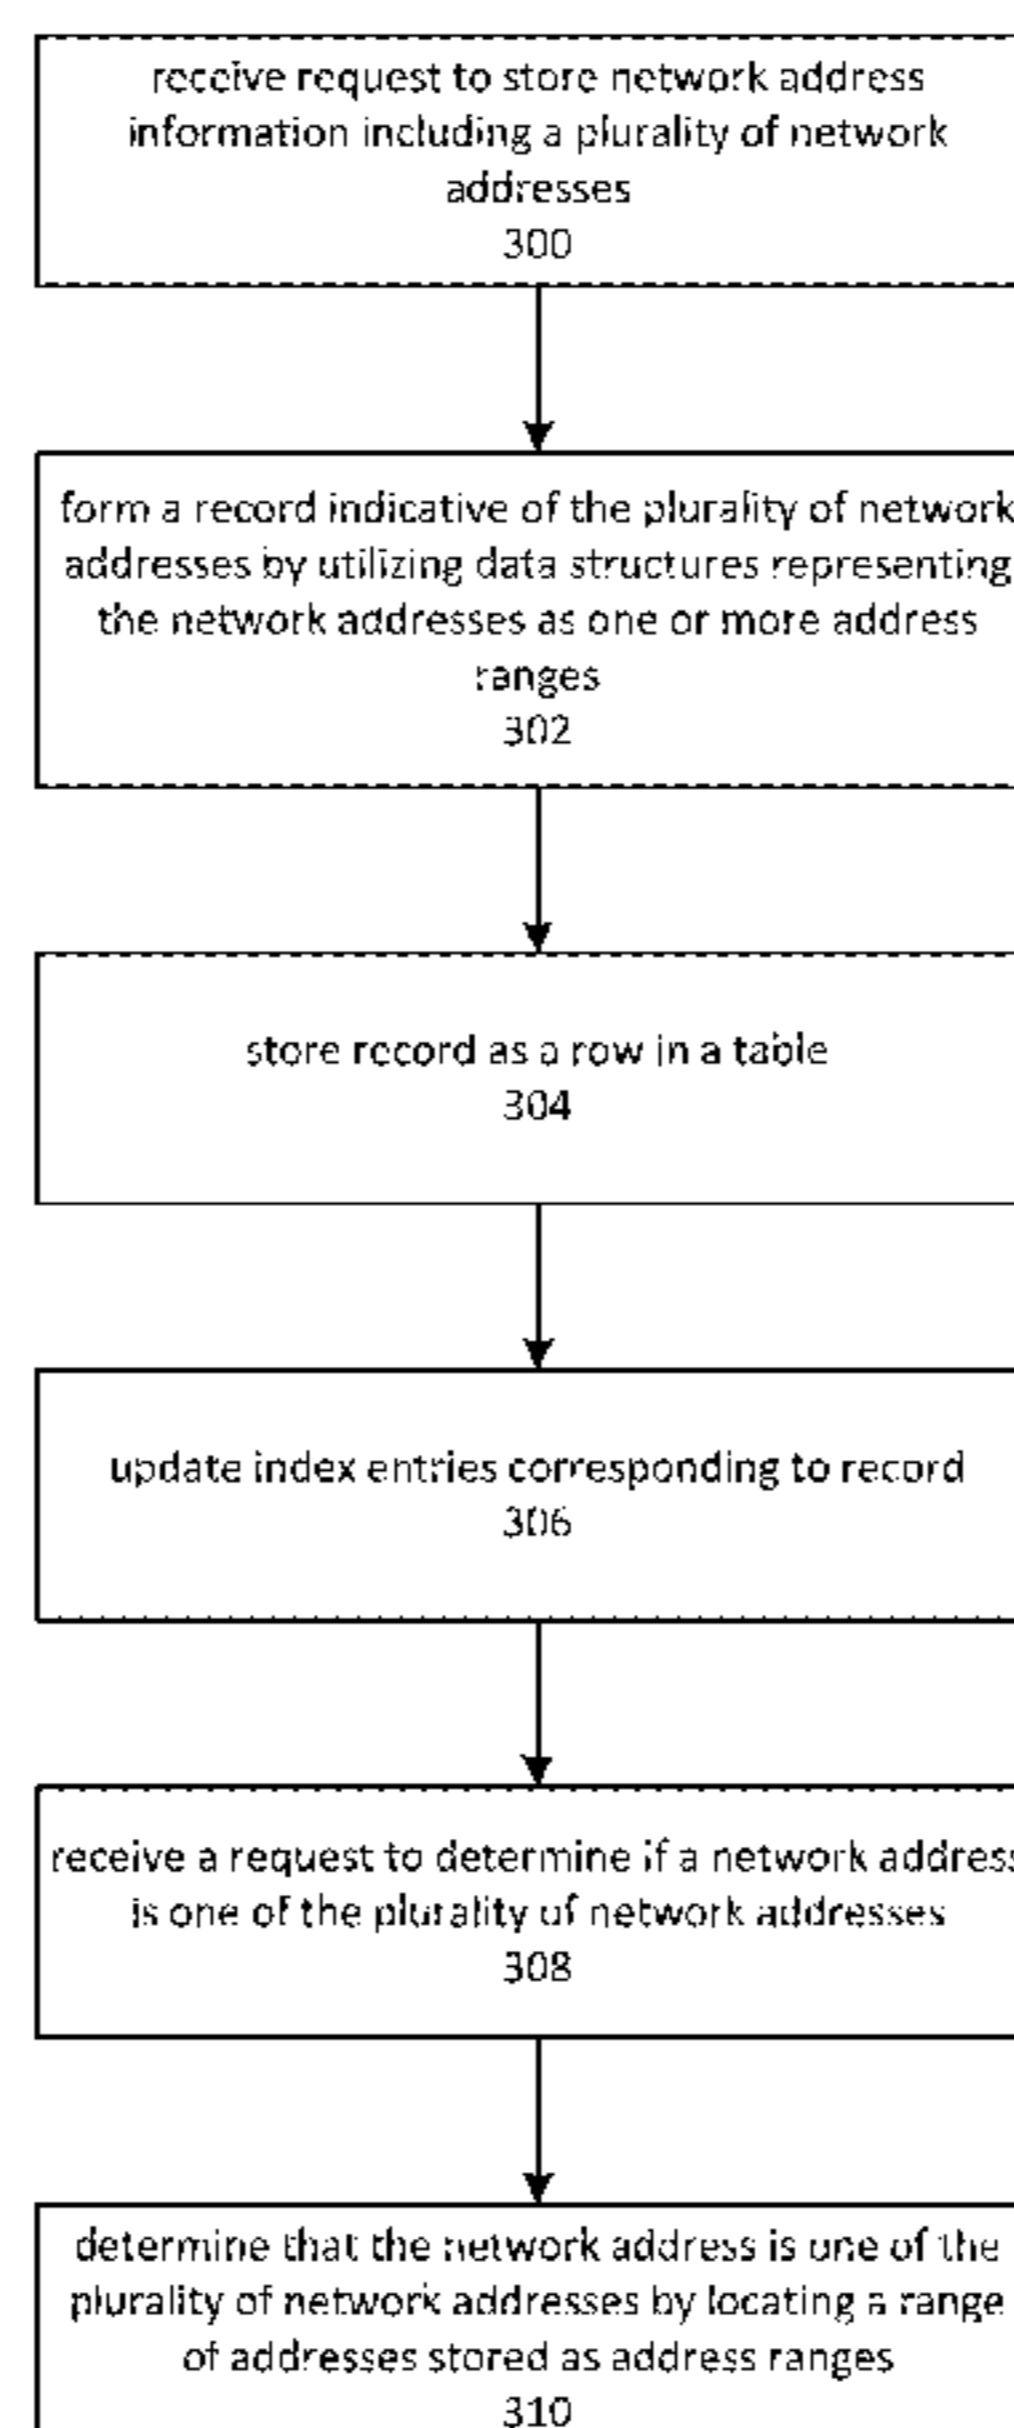 receive request to store network address
information including a plurality of network
addresses
300
form a record indicative of the plurality of network
addresses by utilizing data structures representing
the network addresses as one or more address
ranges
302
store record as a row in a table
304
update index entries corresponding to record
306
receive a request to determine if a network address
is one of the plurality of network addresses
308
determine that the network address is one of the
plurality of network addresses by locating a range
of addresses stored as address ranges
310